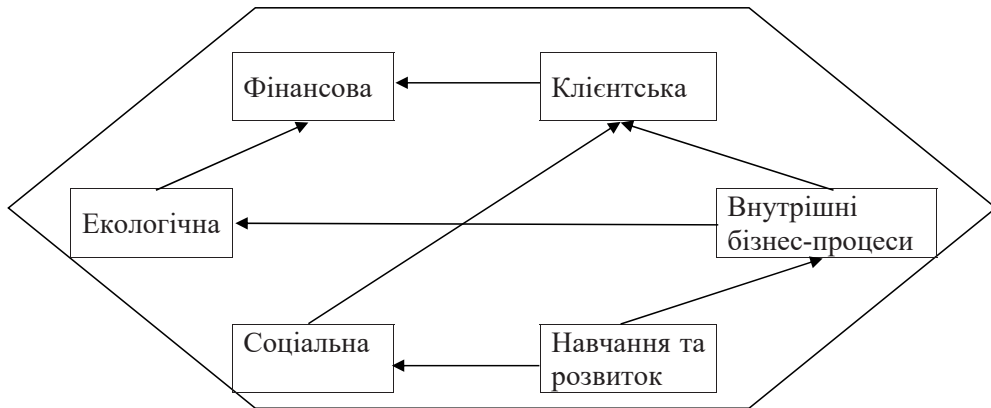 Фінансова
Клієнтська
Екологічна
Внутрішні
бізнес-процеси
Соціальна
Навчання та
розвиток